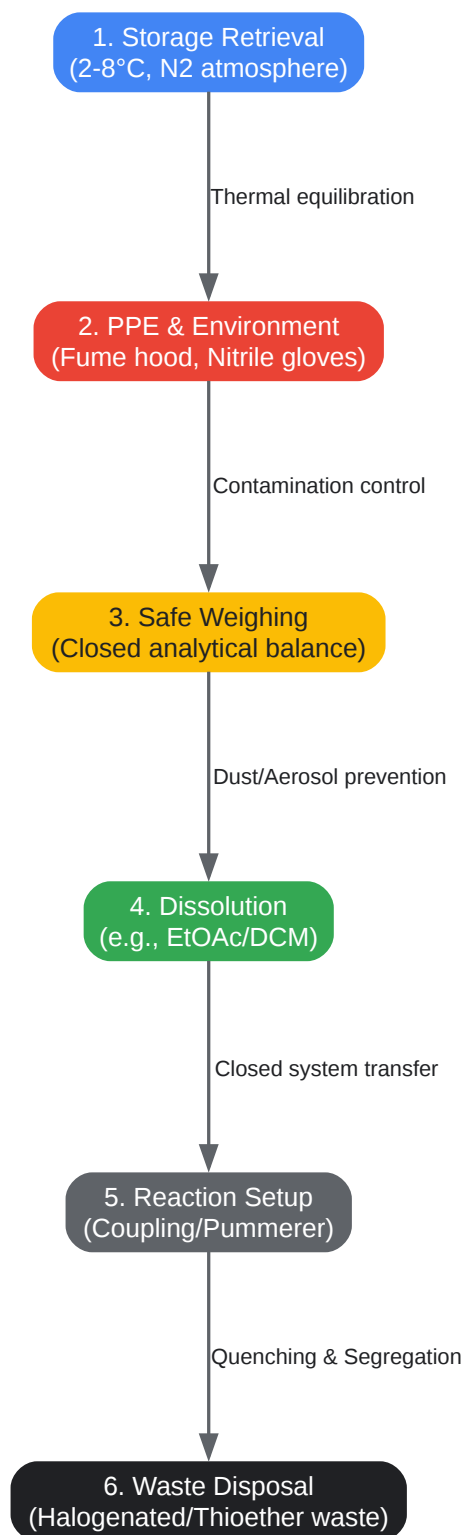 1. Storage Retrieval
(2-8°C, N2 atmosphere)
Thermal equilibration
2. PPE & Environment
(Fume hood, Nitrile gloves)
Contamination control
3. Safe Weighing
(Closed analytical balance)
Dust/Aerosol prevention
4. Dissolution
(e.g., EtOAc/DCM)
Closed system transfer
5. Reaction Setup
(Coupling/Pummerer)
Quenching & Segregation
6. Waste Disposal
(Halogenated/Thioether waste)